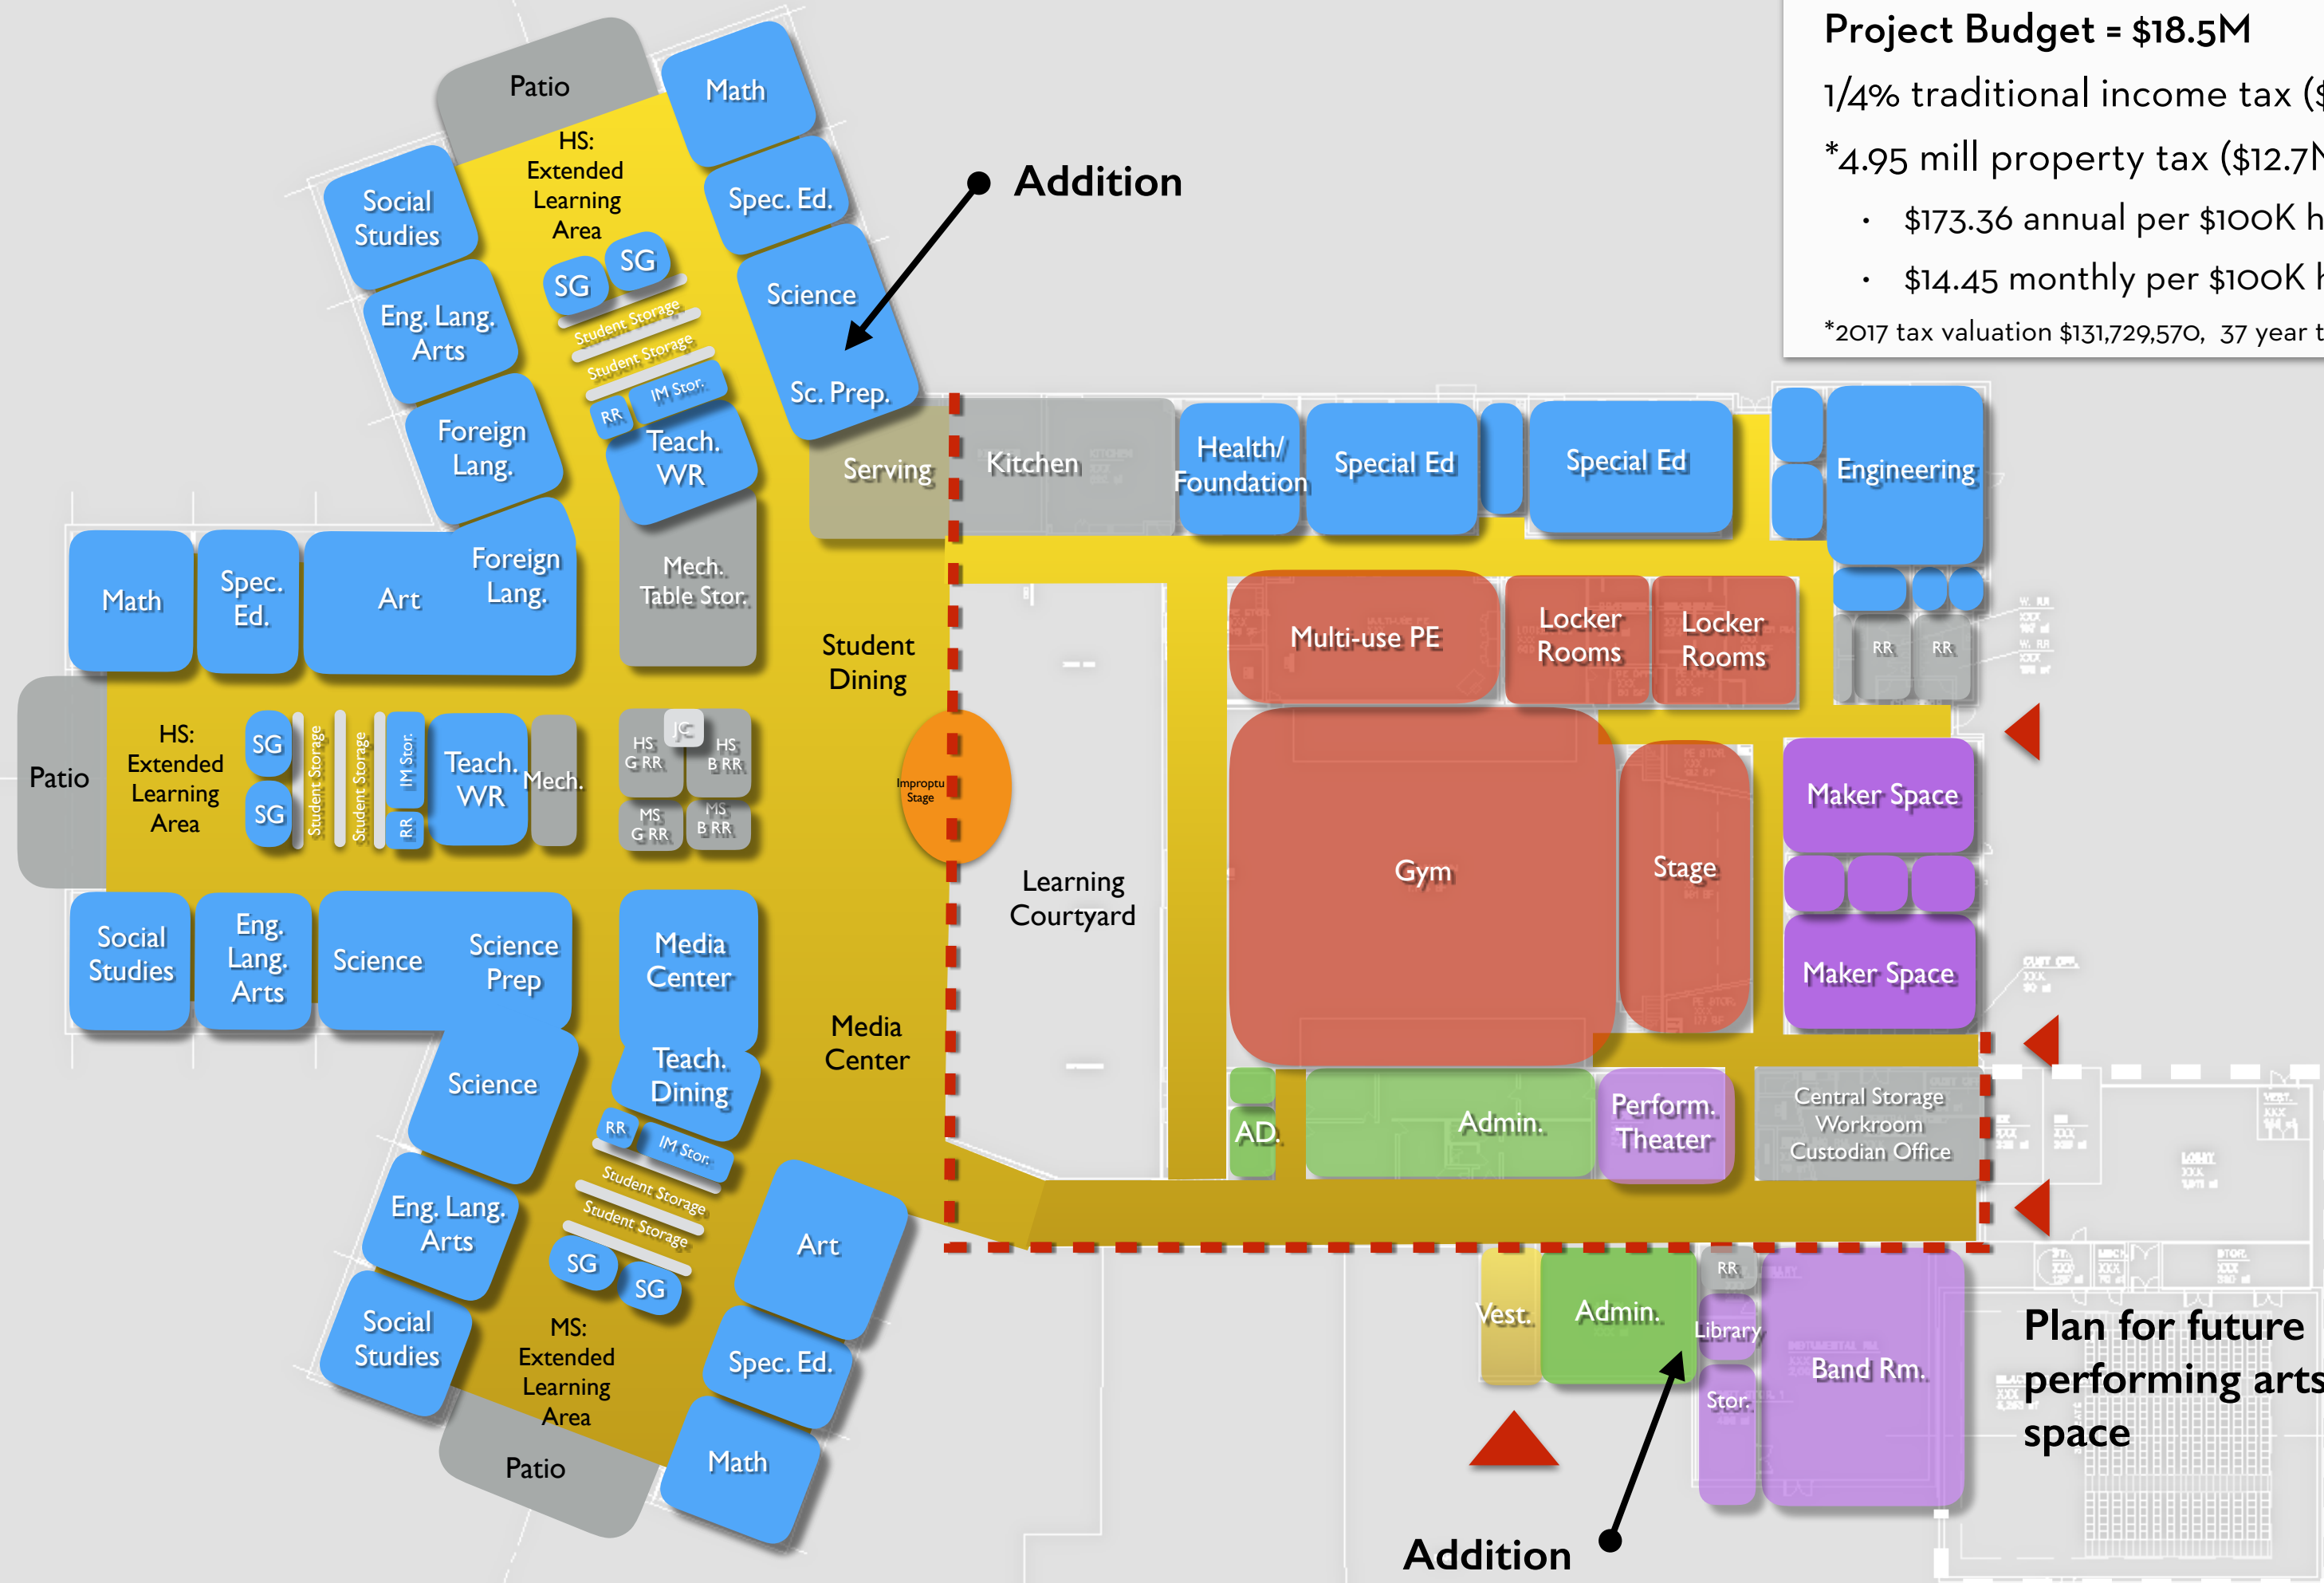 Project Budget = $18.5M
1/4% traditional income tax ($
*4.95 mill property tax ($12.7M
• $173.36 annual per $100K h
• $14.45 monthly per $100K h
*2017 tax valuation $131,729,570, 37 year t
Patio
Math
HS:
Extended
Learning
Area
Spec. Ed.
Addition
Social
Studies
SG
SG
Science
Eng. Lang.
Arts
Student Storage
Student Storage
IM Stor.
RR
Sc. Prep.
Foreign
Lang.
Teach.
WR
Serving
Kitchen
Health/
Foundation
Special Ed
Special Ed
Engineering
Math
Spec.
Ed.
Art
Foreign
Lang.
Mech.
Table Stor.
Student
Dining
Multi-use PE
Locker
Rooms
Locker
Rooms
RR
RR
Patio
HS:
Extended
Learning
Area
SG
SG
Student Storage
Student Storage
IM Stor.
RR
Teach.
WR
Mech.
JC
HS
G RR
HS
B RR
MS
G RR
MS
B RR
Improptu
Stage
Learning
Courtyard
Gym
Stage
Maker Space
Maker Space
Social
Studies
Eng.
Lang.
Arts
Science
Science
Prep
Media
Center
Media
Center
Science
Teach.
Dining
RR
IM Stor.
Student Storage
Student Storage
SG
SG
Eng. Lang.
Arts
Art
Social
Studies
MS:
Extended
Learning
Area
Spec. Ed.
Patio
Math
AD.
Admin.
Perform.
Theater
Central Storage
Workroom
Custodian Office
Vest.
Admin.
RR
Library
Stor.
Band Rm.
Plan for future
performing arts
space
Addition